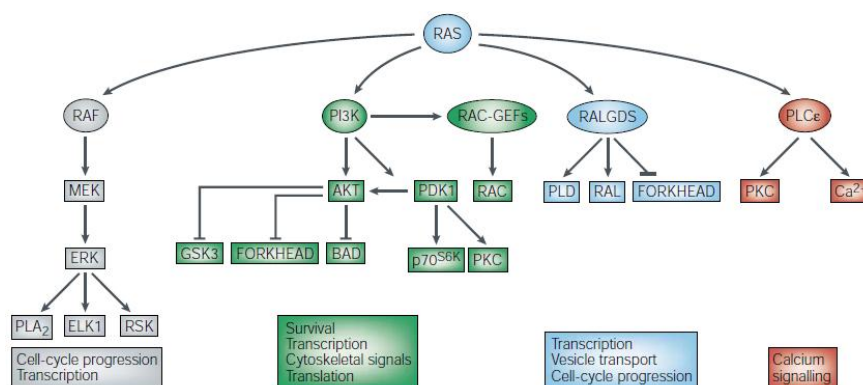 RAS
RAF
PI3K
RAC-GEFs
RALGDS
PLCε
MEK
AKT
PDK1
RAC
PLD
RAL
FORKHEAD
PKC
Ca²⁺
ERK
GSK3
FORKHEAD
BAD
p70ˢ⁶ᴷ
PKC
PLA₂
ELK1
RSK
Cell-cycle progression
Transcription
Survival
Transcription
Cytoskeletal signals
Translation
Transcription
Vesicle transport
Cell-cycle progression
Calcium
signalling